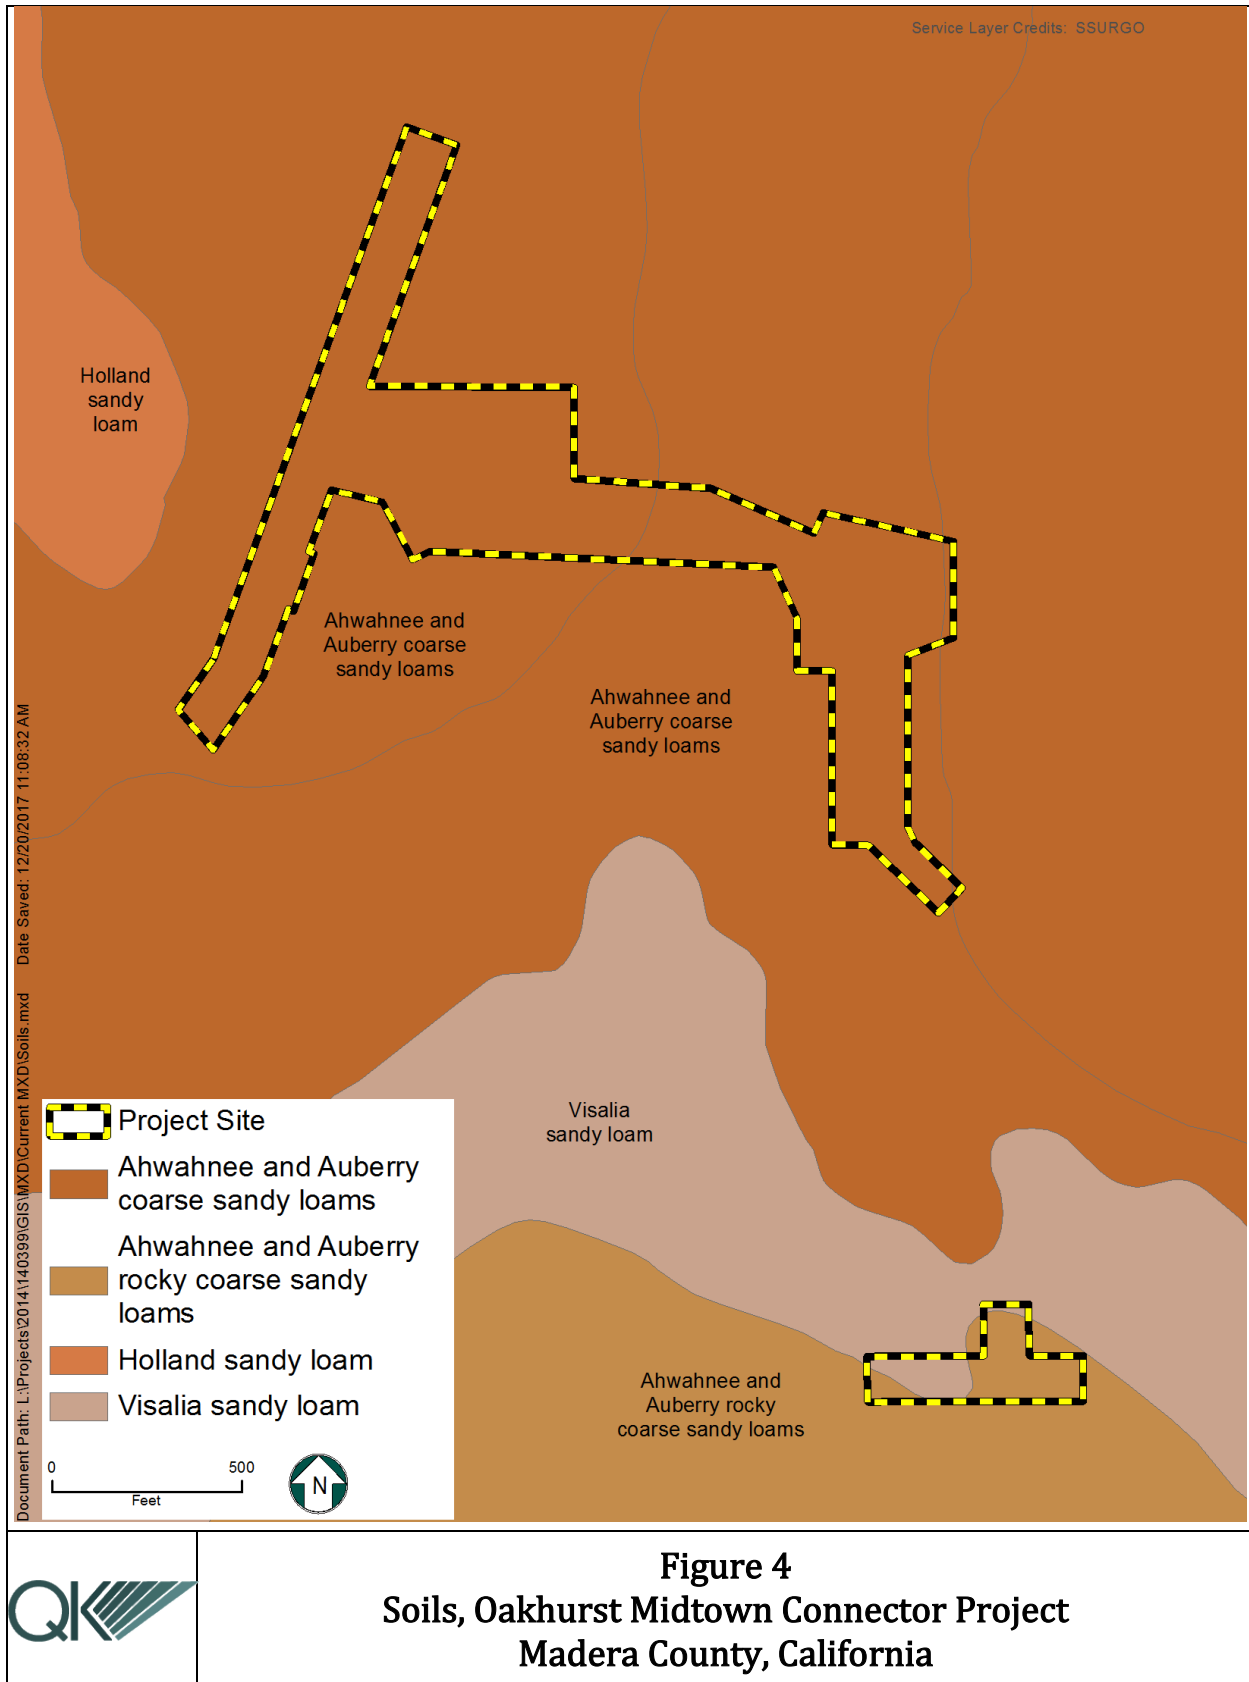 Service Layer Credits: SSURGO
Holland
sandy
loam
Ahwahnee and
Auberry coarse
sandy loams
Ahwahnee and
Auberry coarse
sandy loams
Visalia
sandy loam
Ahwahnee and
Auberry rocky
coarse sandy loams
Document Path: L:\Projects\2014\140399\GIS\MXD\Current MXD\Soils.mxd Date Saved: 12/20/2017 11:08:32 AM
Project Site
Ahwahnee and Auberry
coarse sandy loams
Ahwahnee and Auberry
rocky coarse sandy
loams
Holland sandy loam
Visalia sandy loam
0 500
Feet
N
QK
Figure 4
Soils, Oakhurst Midtown Connector Project
Madera County, California